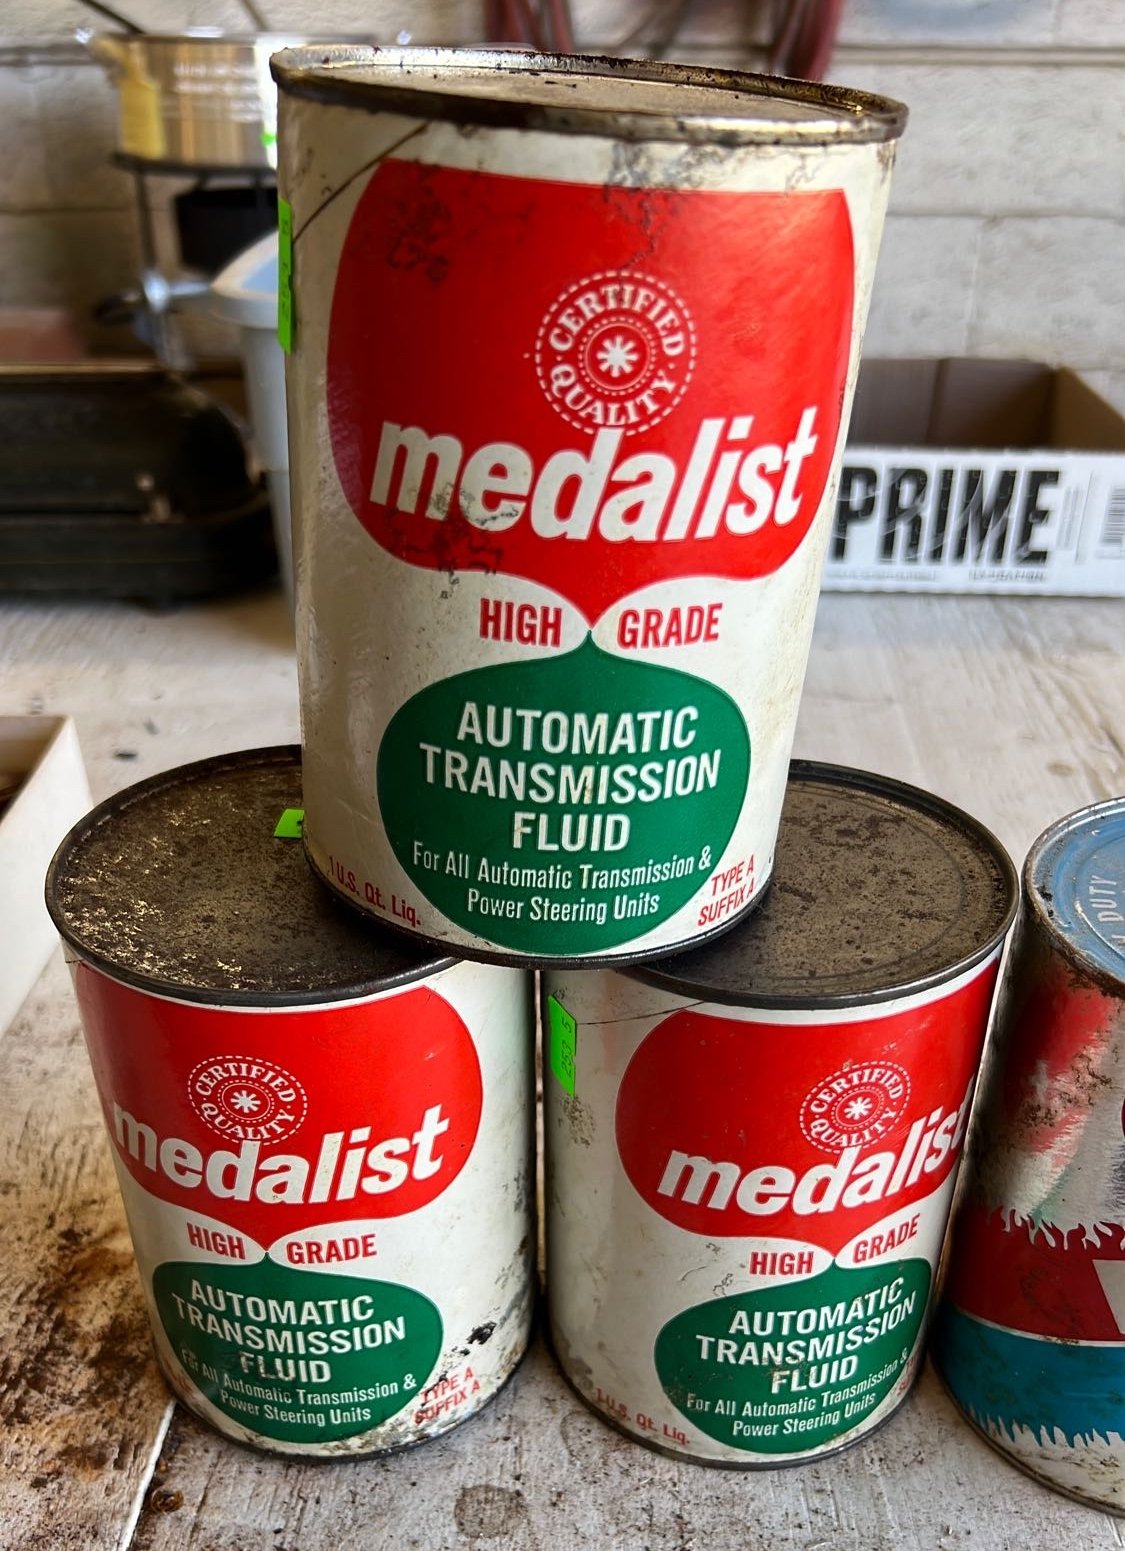 CERTIFIED
QUALITY
medalist
HIGH GRADE
AUTOMATIC
TRANSMISSION
FLUID
For All Automatic Transmission &
Power Steering Units
1 U.S. Qt. Liq.
TYPE A
SUFFIX A
PRIME
CERTIFIED
QUALITY
medalist
HIGH GRADE
AUTOMATIC
TRANSMISSION
FLUID
For All Automatic Transmission &
Power Steering Units
TYPE A
SUFFIX A
253 5
CERTIFIED
QUALITY
medalist
HIGH GRADE
AUTOMATIC
TRANSMISSION
FLUID
For All Automatic Transmission &
Power Steering Units
1 U.S. Qt. Liq.
DUTY